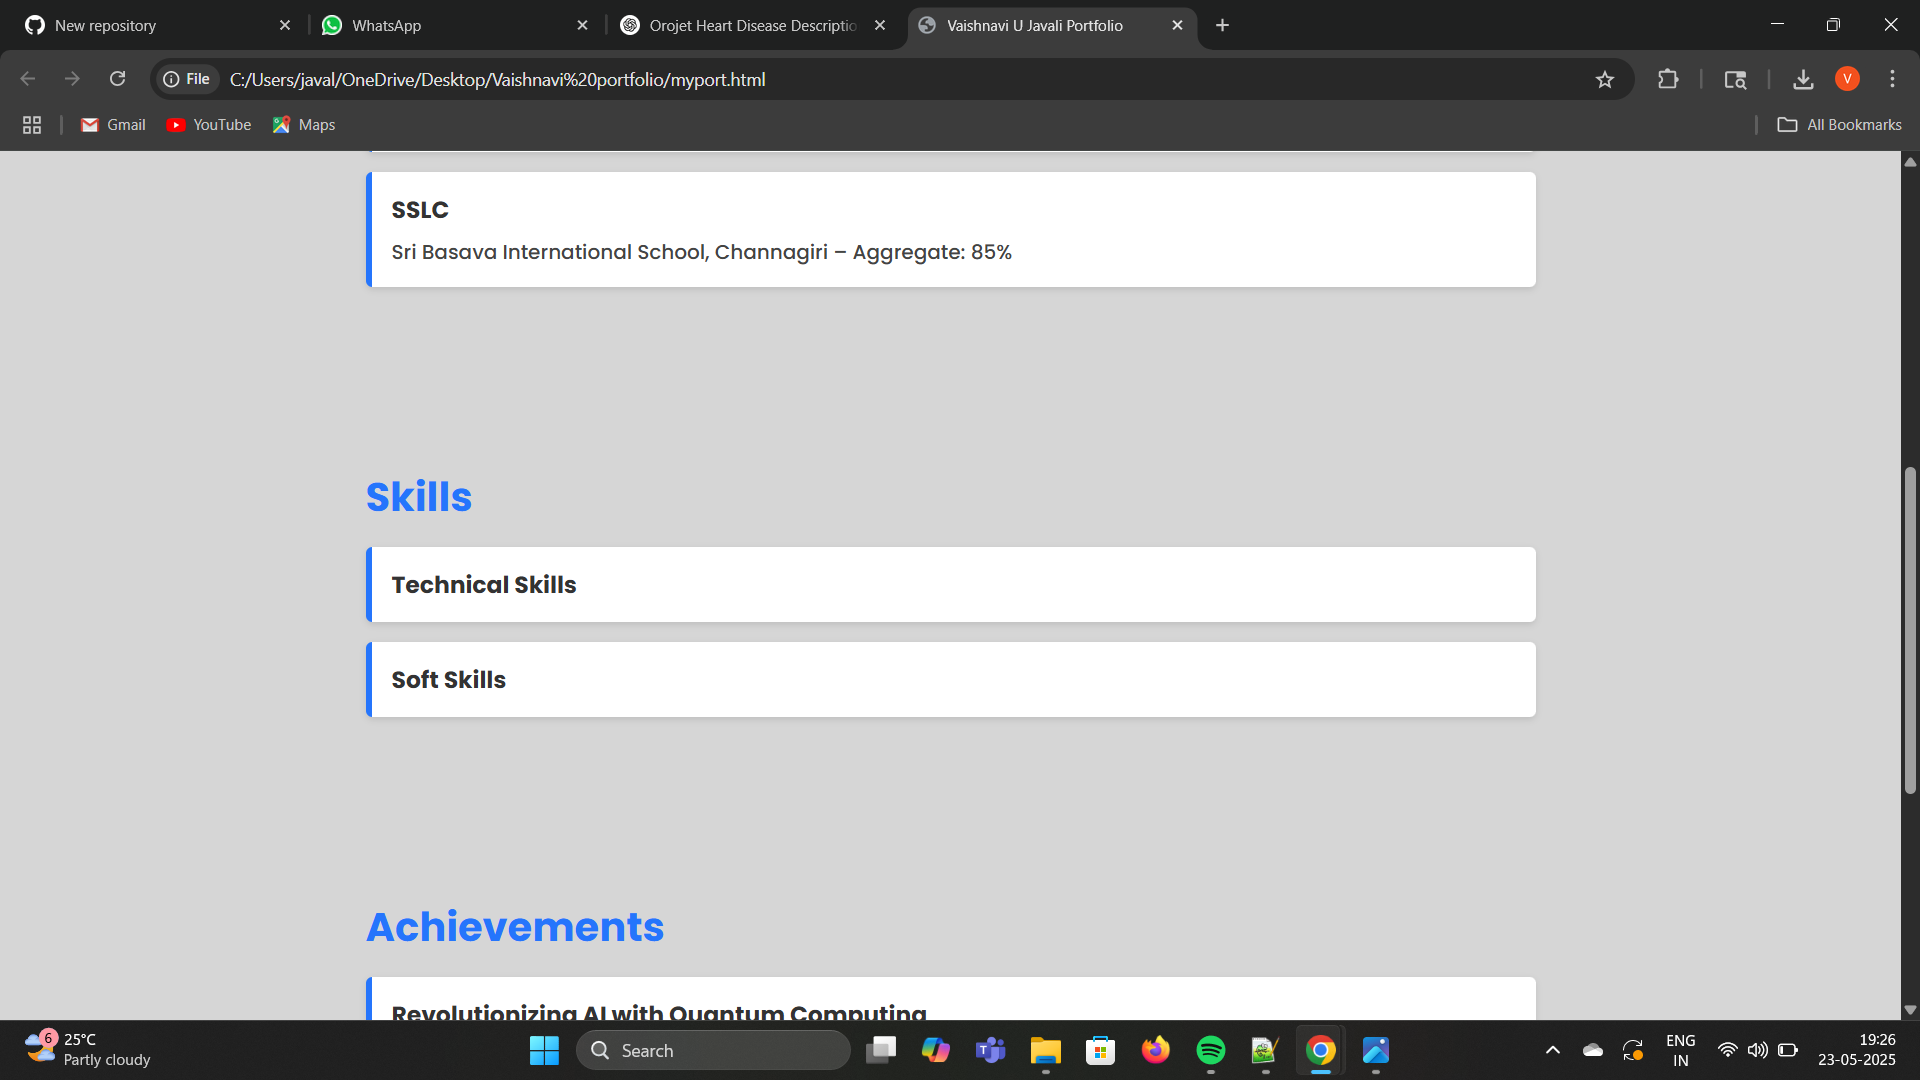 New repository
WhatsApp
Orojet Heart Disease Descriptio
Vaishnavi U Javali Portfolio
File
C:/Users/javal/OneDrive/Desktop/Vaishnavi%20portfolio/myport.html
V
Gmail
YouTube
Maps
All Bookmarks
SSLC
Sri Basava International School, Channagiri – Aggregate: 85%
Skills
Technical Skills
Soft Skills
Achievements
Revolutionizing AI with Quantum Computing
6
25°C
Partly cloudy
Search
ENG
IN
19:26
23-05-2025